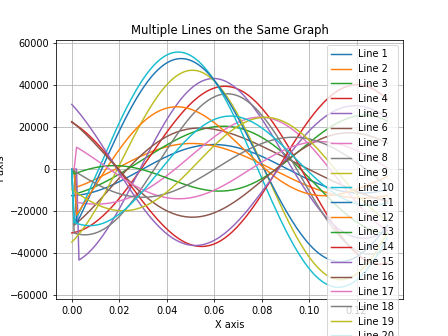 Multiple Lines on the Same Graph
60000
40000
20000
0
−20000
−40000
−60000
0.00
0.02
0.04
0.06
0.08
0.10
X axis
axis
Line 1
Line 2
Line 3
Line 4
Line 5
Line 6
Line 7
Line 8
Line 9
Line 10
Line 11
Line 12
Line 13
Line 14
Line 15
Line 16
Line 17
Line 18
Line 19
Line 20